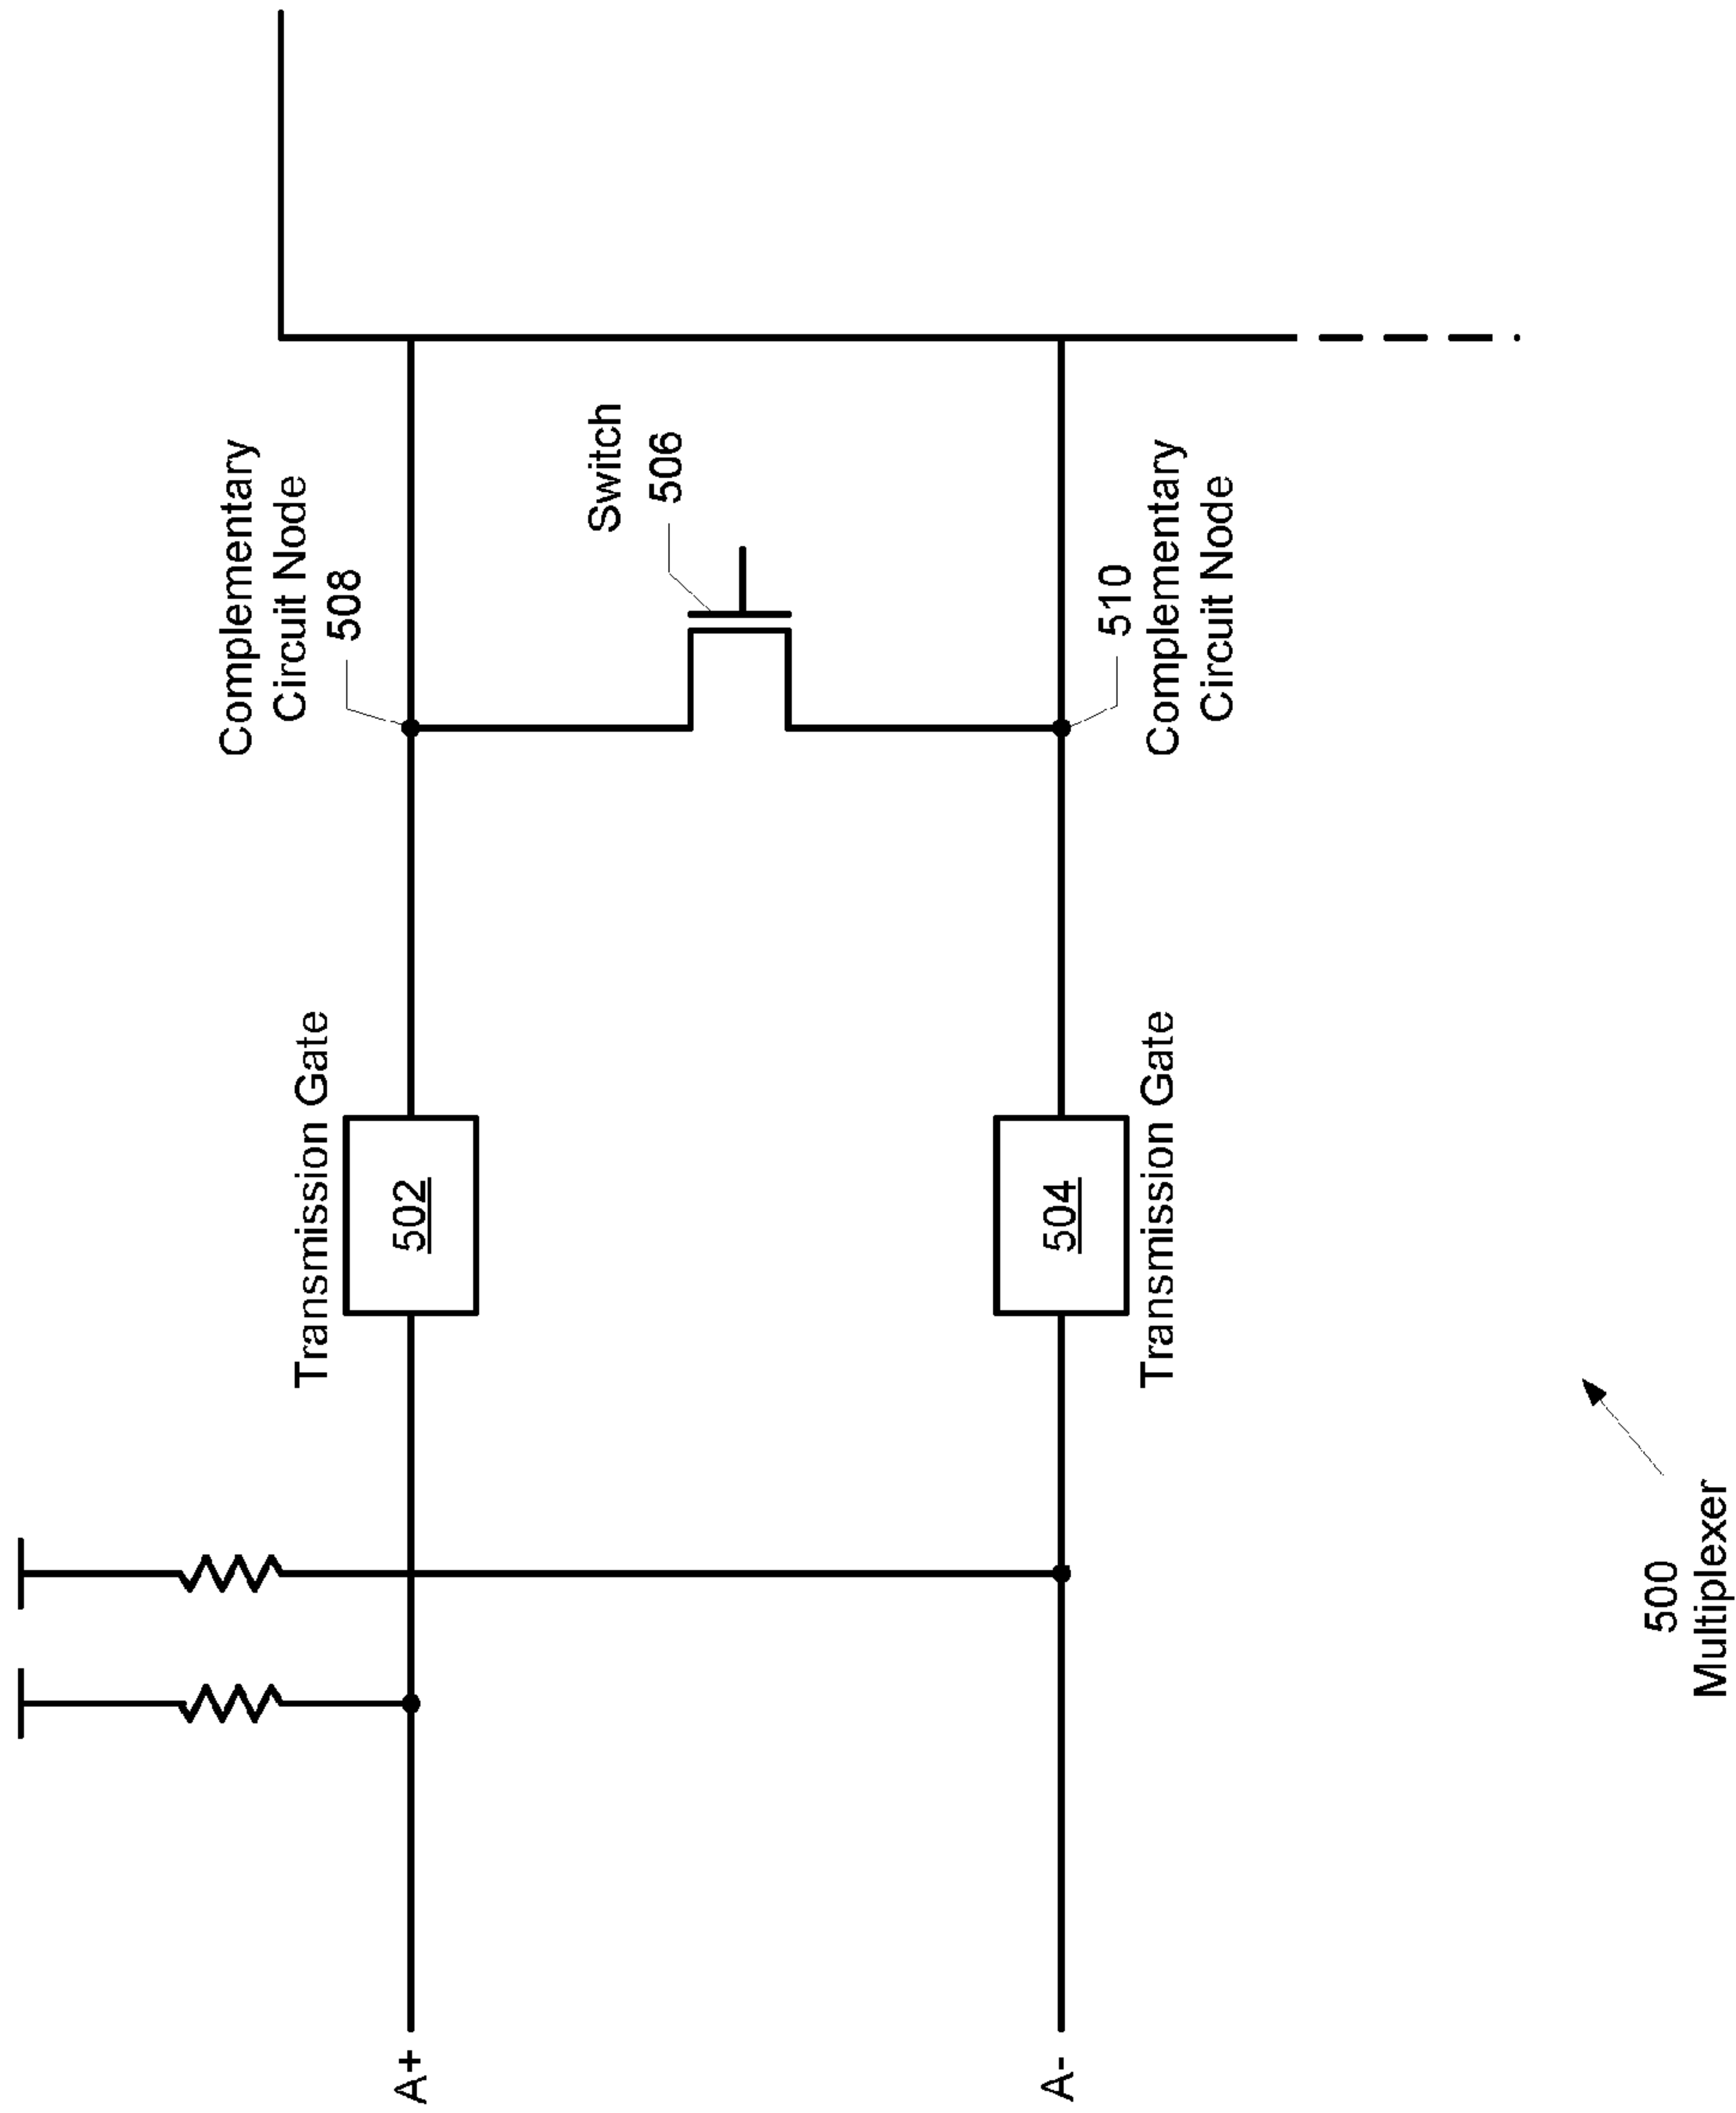 Transmission Gate
502
Complementary
Circuit Node
508
A+
Switch
506
A-
504
Transmission Gate
510
Complementary
Circuit Node
500
Multiplexer